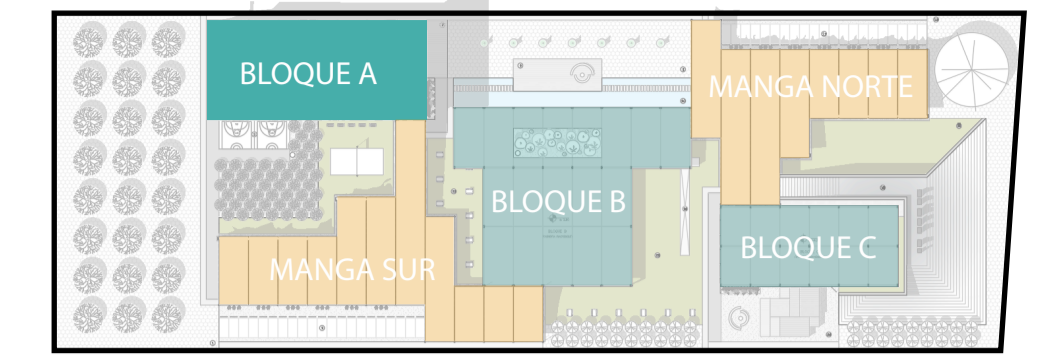 BLOQUE A
MANGA NORTE
BLOQUE B
BLOQUE C
MANGA SUR